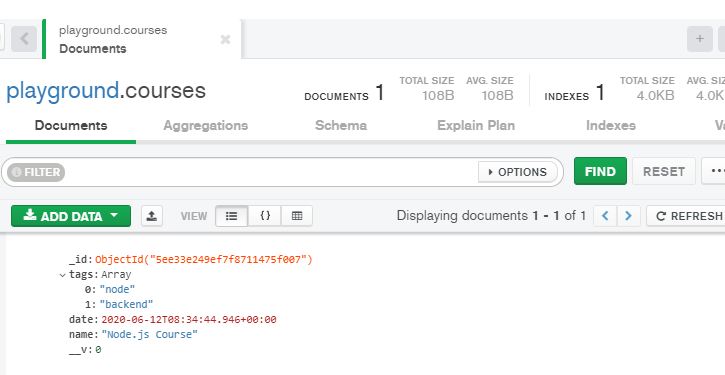 playground.courses
Documents
playground.courses
DOCUMENTS 1 TOTAL SIZE 108B AVG. SIZE 108B INDEXES 1 TOTAL SIZE 4.0KB AVG. SIZ 4.0K
Documents Aggregations Schema Explain Plan Indexes Va
FILTER OPTIONS FIND RESET ...
ADD DATA VIEW {} Displaying documents 1 - 1 of 1 < > REFRESH
_id: ObjectId("5ee33e249ef7f8711475f007")
tags: Array
0: "node"
1: "backend"
date: 2020-06-12T08:34:44.946+00:00
name: "Node.js Course"
__v: 0